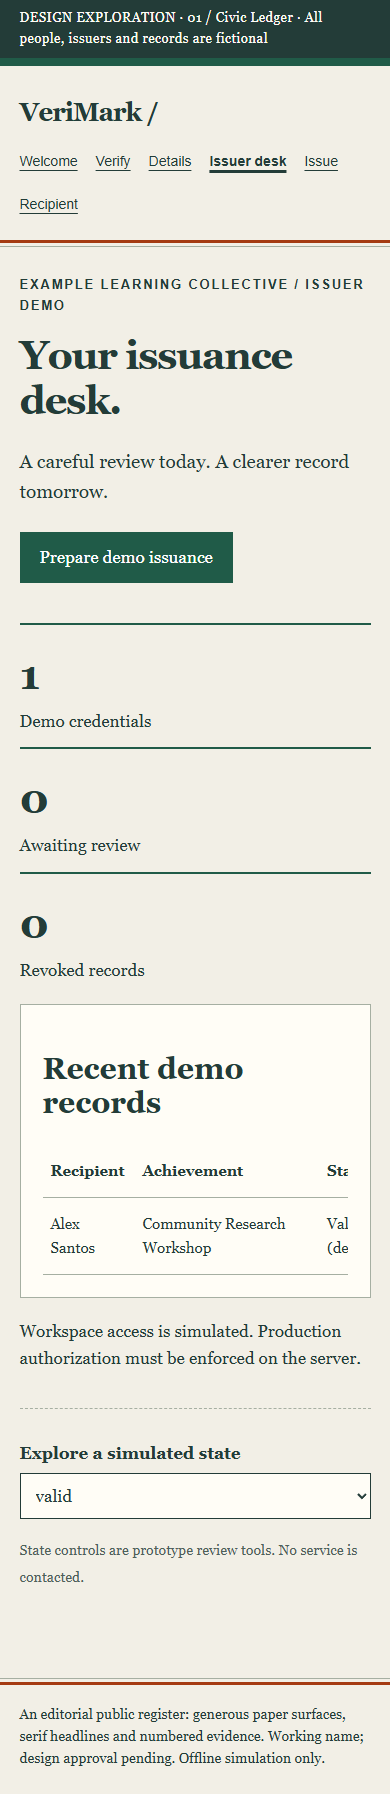 DESIGN EXPLORATION · 01 / Civic Ledger · All
people, issuers and records are fictional
VeriMark /
Welcome Verify Details Issuer desk Issue
Recipient
EXAMPLE LEARNING COLLECTIVE / ISSUER
DEMO
Your issuance
desk.
A careful review today. A clearer record
tomorrow.
Prepare demo issuance
1
Demo credentials
0
Awaiting review
0
Revoked records
Recent demo
records
Recipient Achievement Sta
Alex Community Research Val
Santos Workshop (de
Workspace access is simulated. Production
authorization must be enforced on the server.
Explore a simulated state
valid
State controls are prototype review tools. No service is
contacted.
An editorial public register: generous paper surfaces,
serif headlines and numbered evidence. Working name;
design approval pending. Offline simulation only.